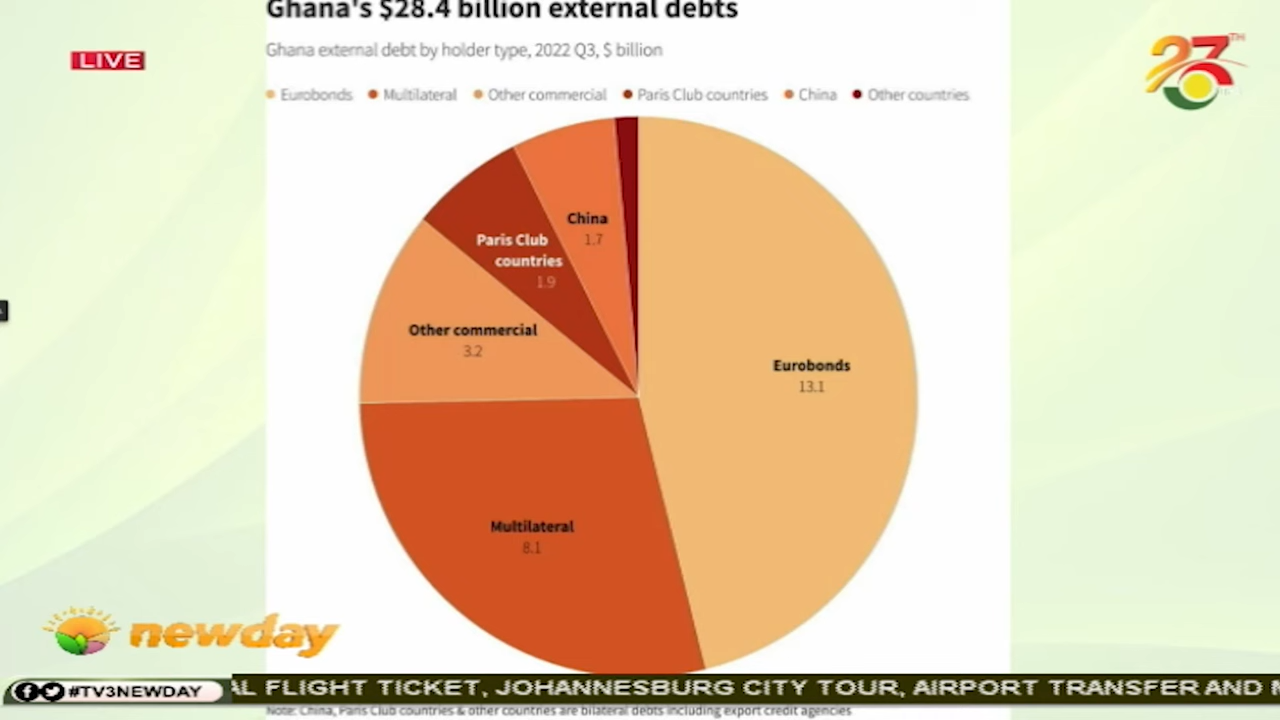 Ghana's $28.4 billion external debts
Ghana external debt by holder type, 2022 Q3, $ billion
LIVE
23TH
Eurobonds Multilateral Other commercial Paris Club countries China Other countries
China
1.7
Paris Club
countries
1.9
Other commercial
3.2
Eurobonds
13.1
Multilateral
8.1
newday
#TV3NEWDAY
AL FLIGHT TICKET, JOHANNESBURG CITY TOUR, AIRPORT TRANSFER AND
Note: China, Paris Club countries & other countries are bilateral debts including export credit agencies